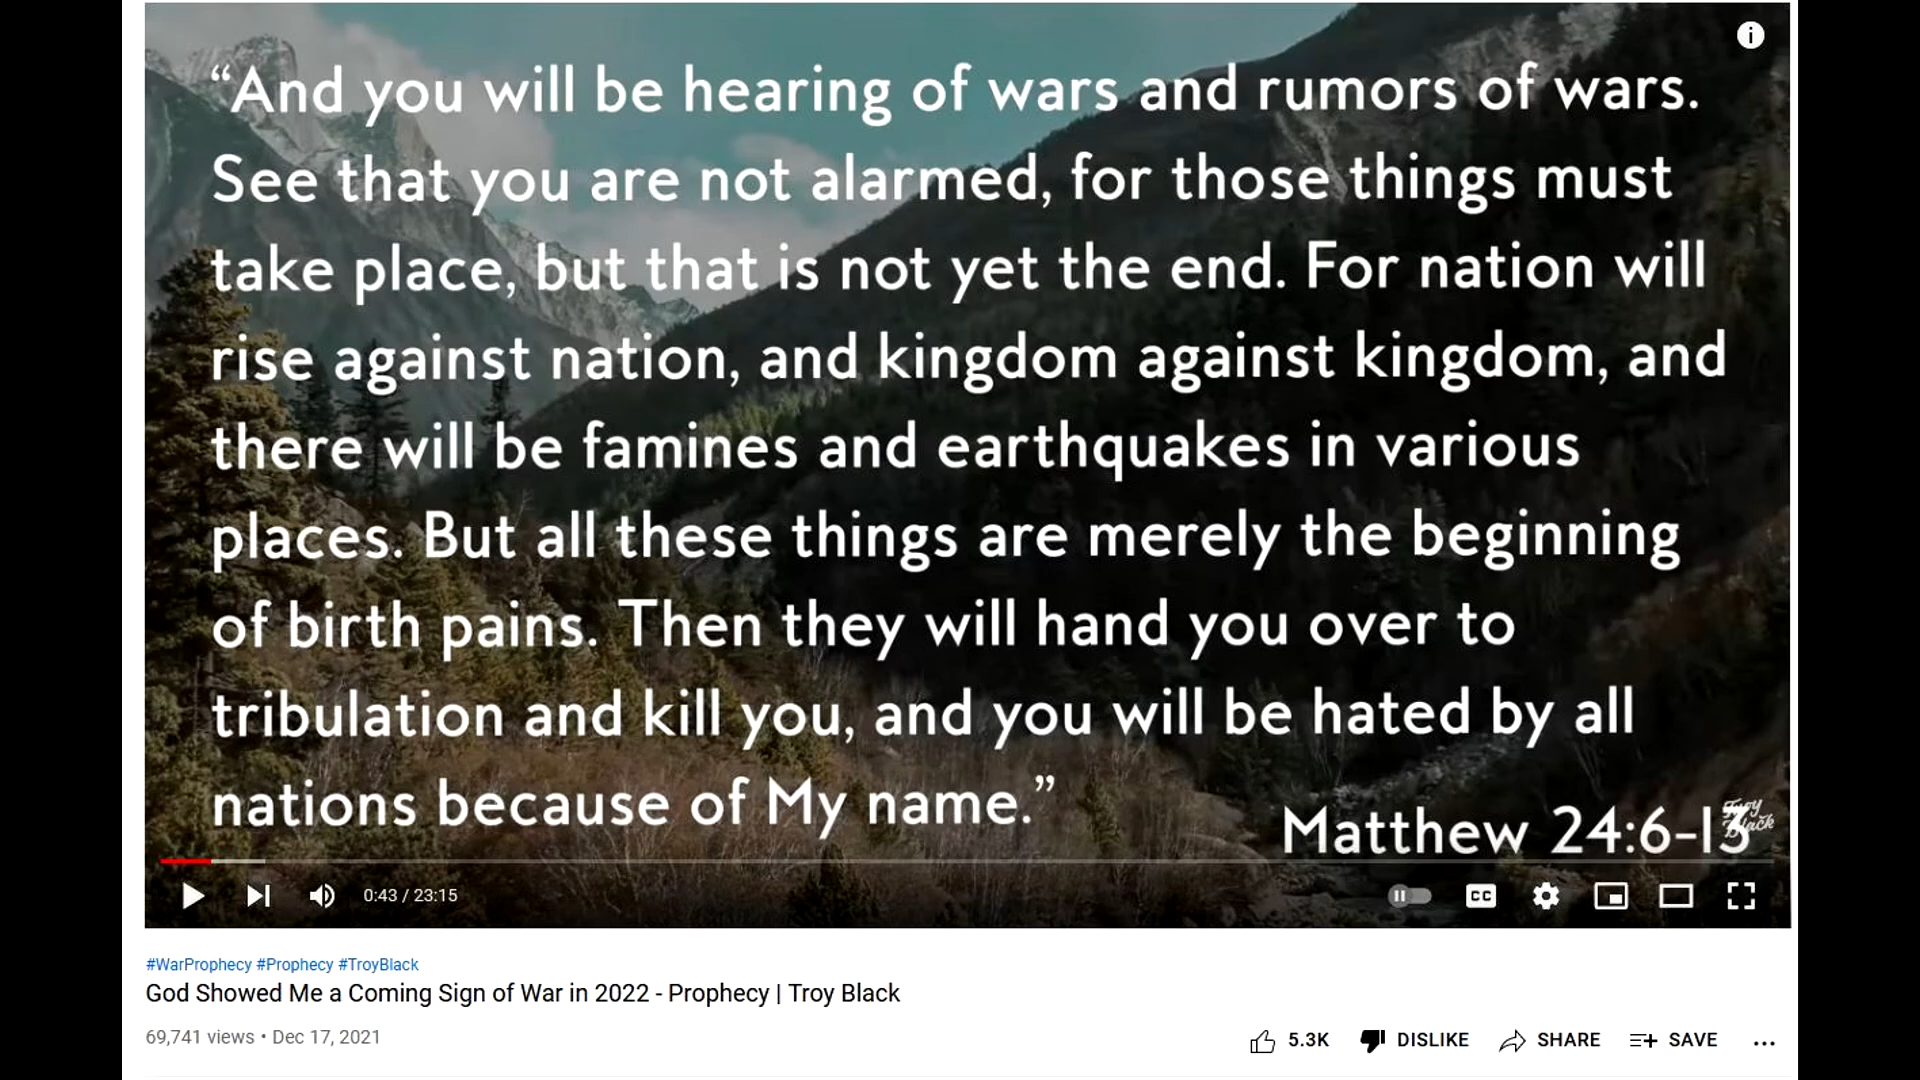 “And you will be hearing of wars and rumors of wars.
See that you are not alarmed, for those things must
take place, but that is not yet the end. For nation will
rise against nation, and kingdom against kingdom, and
there will be famines and earthquakes in various
places. But all these things are merely the beginning
of birth pains. Then they will hand you over to
tribulation and kill you, and you will be hated by all
nations because of My name.”
Matthew 24:6-13
Troy
Black
0:43 / 23:15
CC
#WarProphecy #Prophecy #TroyBlack
God Showed Me a Coming Sign of War in 2022 - Prophecy | Troy Black
69,741 views • Dec 17, 2021
5.3K DISLIKE SHARE SAVE ...